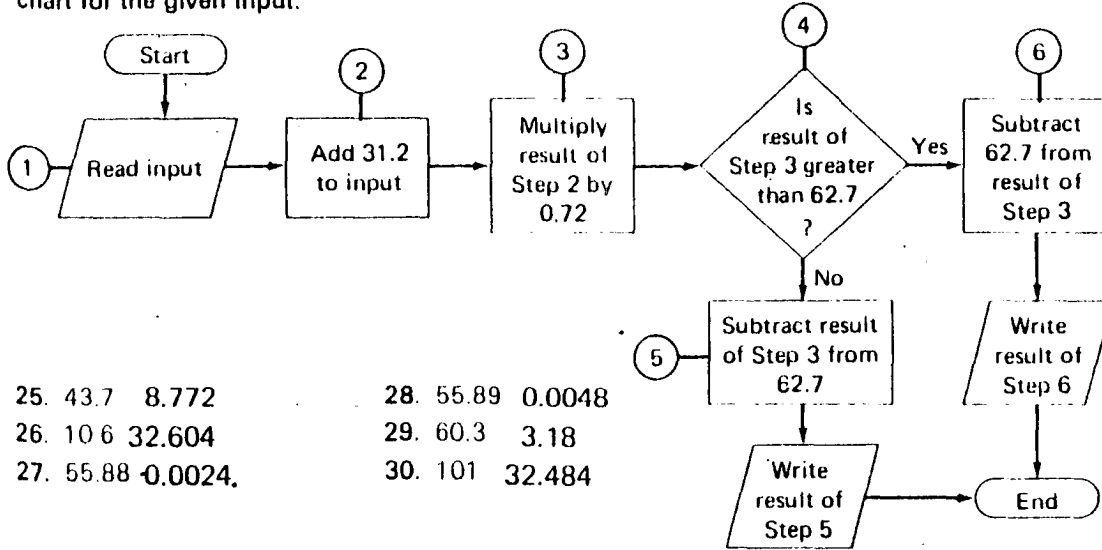 chart for the given input.
Start
1
Read input
2
Add 31.2
to input
3
Multiply
result of
Step 2 by
0.72
4
Is
result of
Step 3 greater
than 62.7
?
Yes
No
6
Subtract
62.7 from
result of
Step 3
Write
result of
Step 6
5
Subtract result
of Step 3 from
62.7
Write
result of
Step 5
End
25. 43.7 8.772
26. 10 6 32.604
27. 55.88 -0.0024.
28. 55.89 0.0048
29. 60.3 3.18
30. 101 32.484